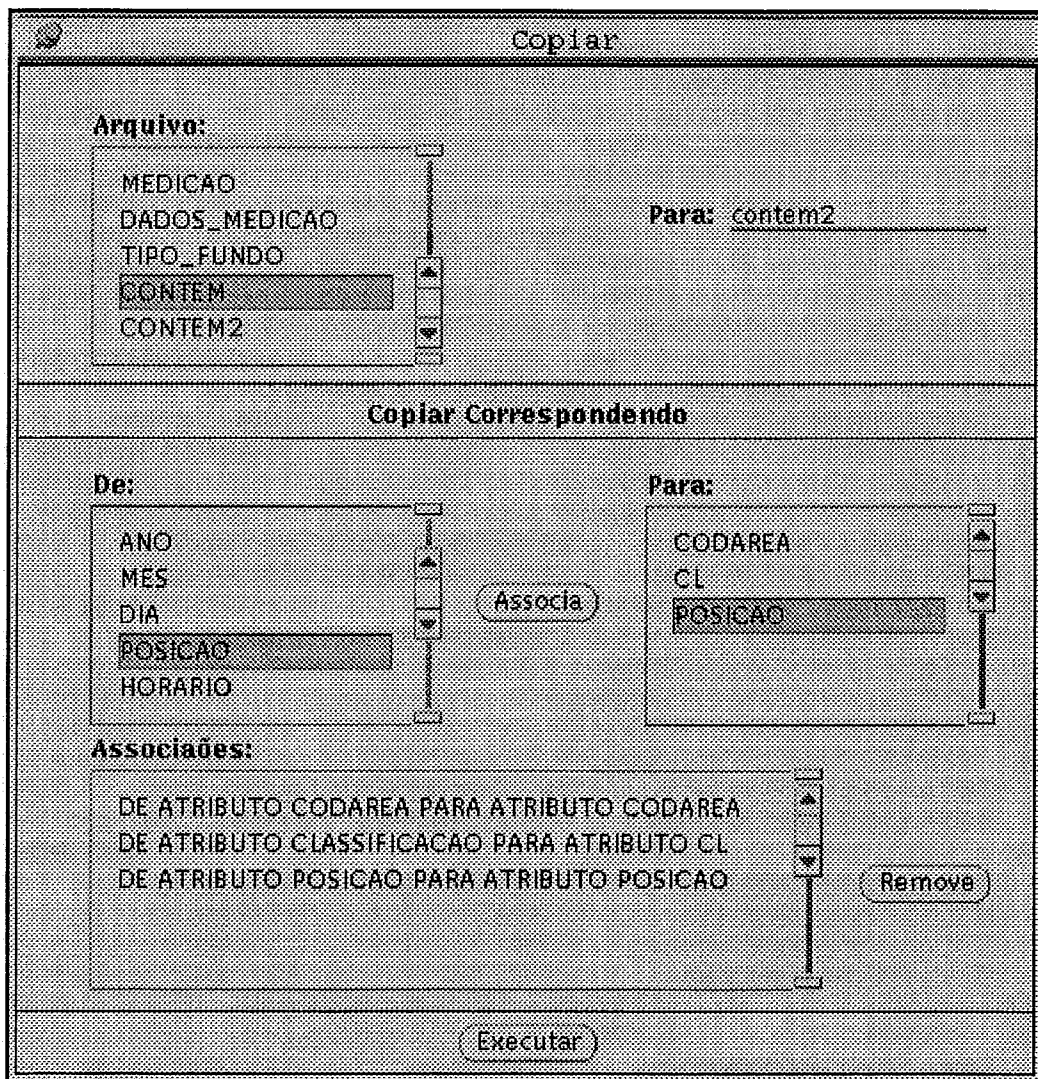 Copiar
Arquivo:
MEDICAO
DADOS_MEDICAO
TIPO_FUNDO
CONTEM
CONTEM2
Para: contem2
Copiar Correspondendo
De:
ANO
MES
DIA
POSICAO
HORARIO
Associa
Para:
CODAREA
CL
POSICAO
Associaões:
DE ATRIBUTO CODAREA PARA ATRIBUTO CODAREA
DE ATRIBUTO CLASSIFICACAO PARA ATRIBUTO CL
DE ATRIBUTO POSICAO PARA ATRIBUTO POSICAO
Remove
Executar